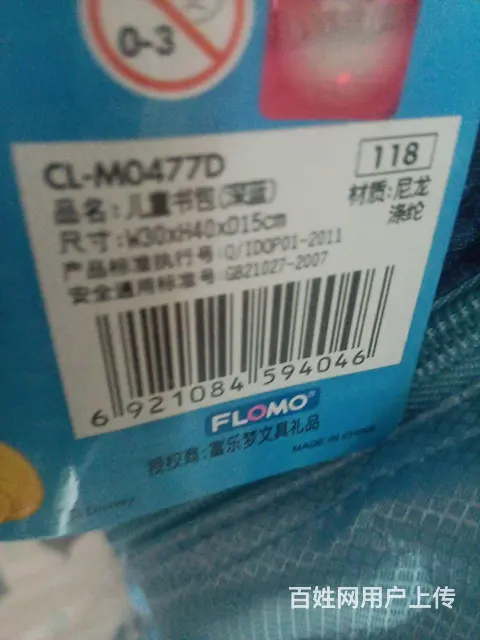 0-3
CL-M0477D
118
品名:儿童书包(深蓝)
材质:尼龙
涤纶
尺寸:W30xH40xD15cm
产品标准执行号:Q/IDQP01-2011
安全通用标准号:GB21027-2007
6 921084 594046
FLOMO®
授权商:富乐梦文具礼品
MADE IN CHINA
Disney
百姓网用户上传